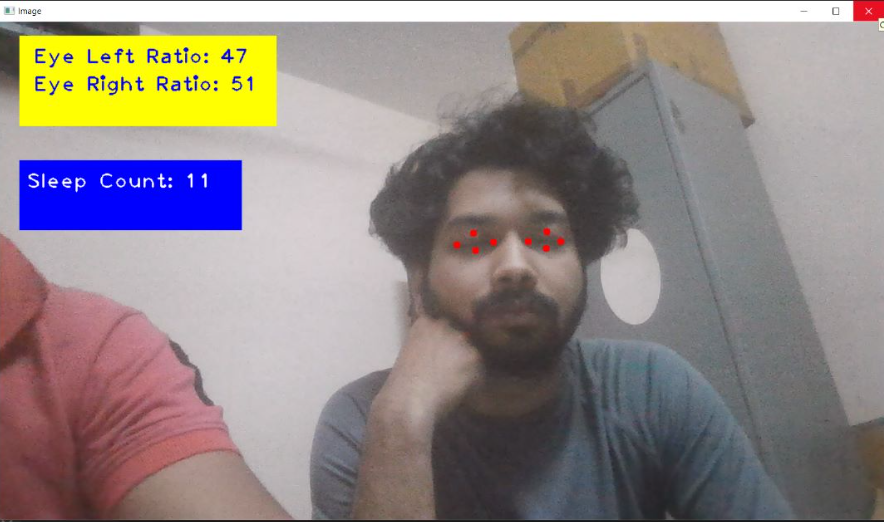 Image
Eye Left Ratio: 47
Eye Right Ratio: 51
Sleep Count: 11